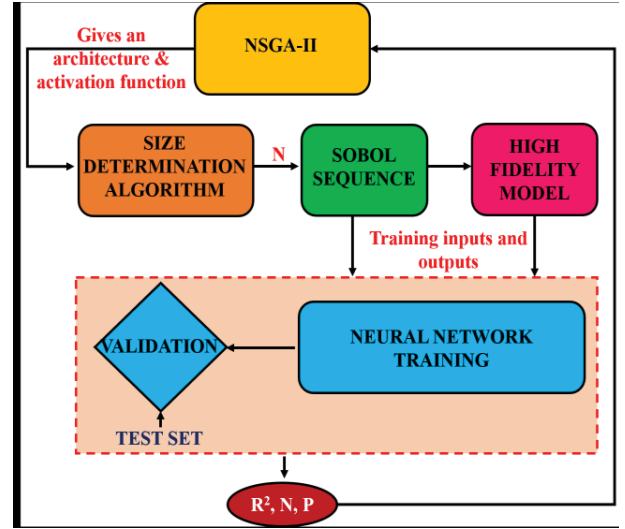 Gives an
architecture &
activation function
NSGA-II
SIZE
DETERMINATION
ALGORITHM
N
SOBOL
SEQUENCE
HIGH
FIDELITY
MODEL
Training inputs and
outputs
VALIDATION
NEURAL NETWORK
TRAINING
TEST SET
R², N, P